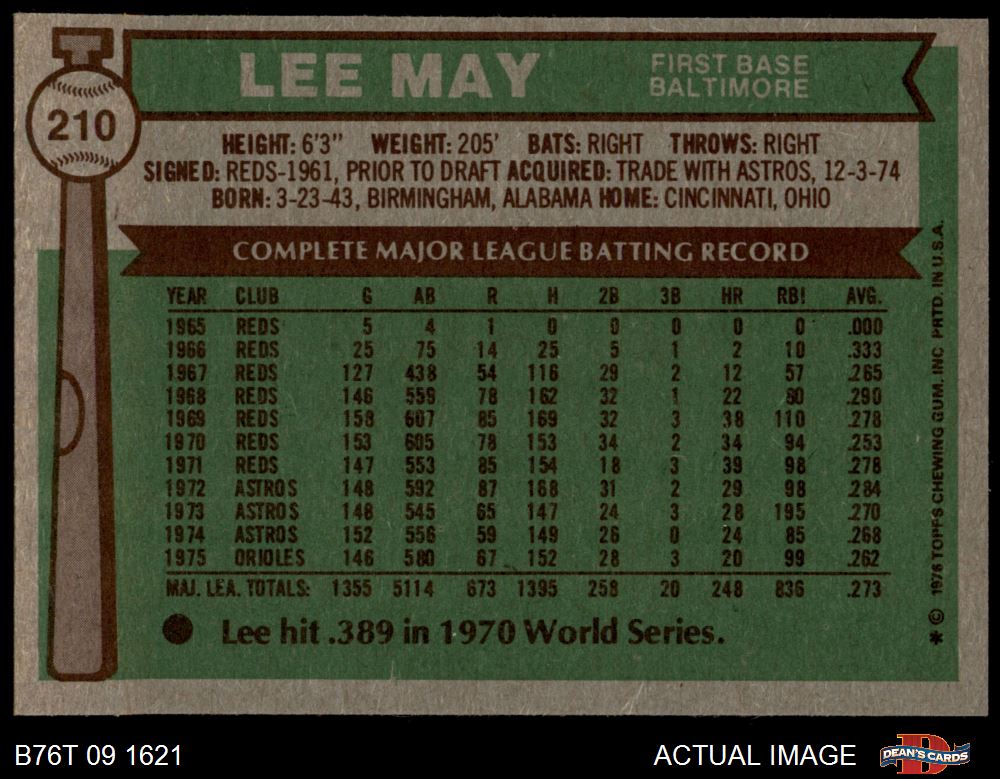 210
LEE MAY
FIRST BASE
BALTIMORE
HEIGHT: 6'3" WEIGHT: 205' BATS: RIGHT THROWS: RIGHT
SIGNED: REDS-1961, PRIOR TO DRAFT ACQUIRED: TRADE WITH ASTROS, 12-3-74
BORN: 3-23-43, BIRMINGHAM, ALABAMA HOME: CINCINNATI, OHIO
COMPLETE MAJOR LEAGUE BATTING RECORD
YEAR CLUB G AB R H 2B 3B HR RBI AVG.
1965 REDS 5 4 1 0 0 0 0 0 .000
1966 REDS 25 75 14 25 5 1 2 10 .333
1967 REDS 127 438 54 116 29 2 12 57 .265
1968 REDS 146 559 78 162 32 1 22 80 .290
1969 REDS 158 607 85 169 32 3 38 110 .278
1970 REDS 153 605 78 153 34 2 34 94 .253
1971 REDS 147 553 85 154 18 3 39 98 .278
1972 ASTROS 148 592 87 168 31 2 29 98 .284
1973 ASTROS 148 545 65 147 24 3 28 195 .270
1974 ASTROS 152 556 59 149 26 0 24 85 .268
1975 ORIOLES 146 580 67 152 28 3 20 99 .262
MAJ. LEA. TOTALS: 1355 5114 673 1395 258 20 248 836 .273
Lee hit .389 in 1970 World Series.
* © 1976 TOPPS CHEWING GUM, INC PRTD. IN U.S.A.
B76T 09 1621
ACTUAL IMAGE
DEAN'S CARDS